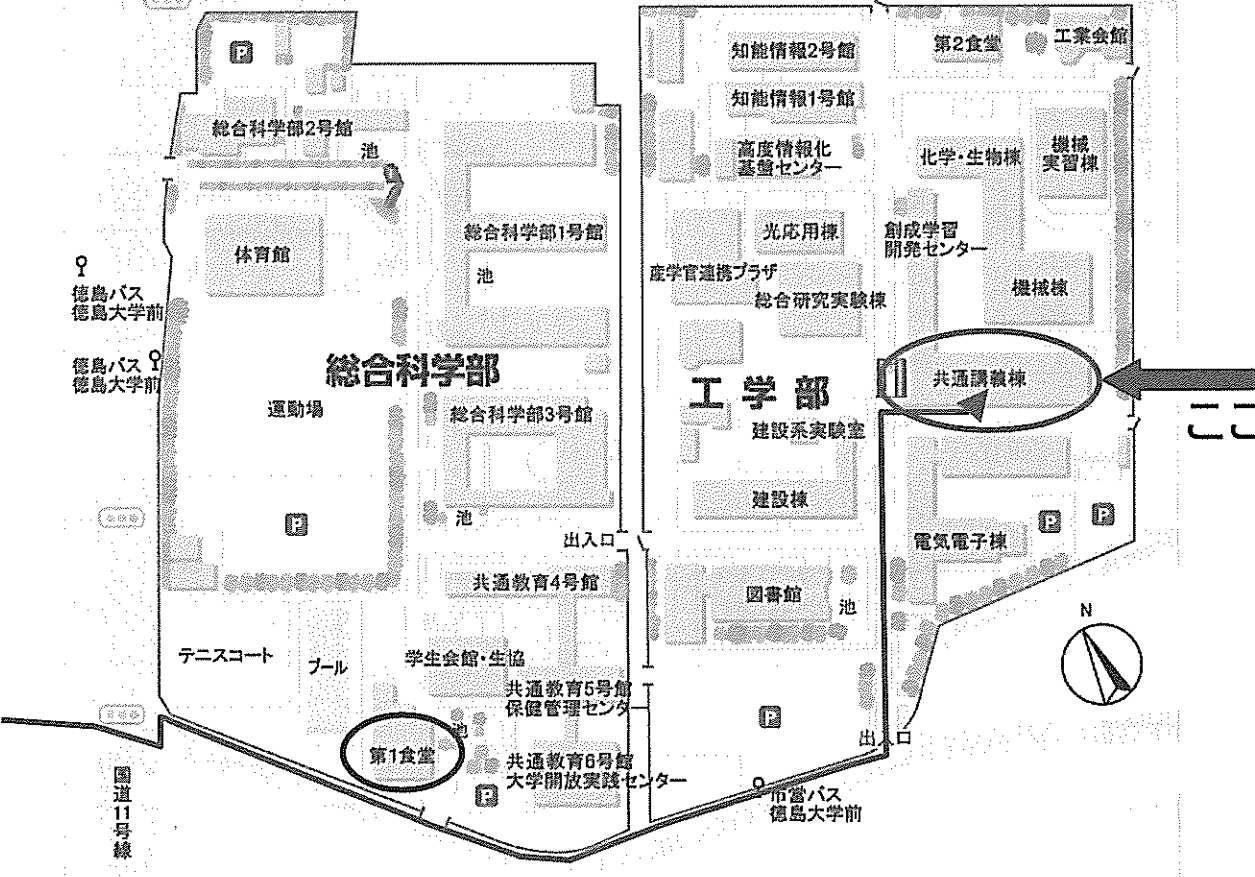 P
知能情報2号館
第2食堂
工業会館
知能情報1号館
総合科学部2号館
池
高度情報化
基盤センター
化学・生物棟
機械
実習棟
体育館
総合科学部1号館
池
光応用棟
創成学習
開発センター
産学官連携プラザ
総合研究実験棟
機械棟
徳島バス
徳島大学前
徳島バス
徳島大学前
総合科学部
運動場
総合科学部3号館
工学部
共通講義棟
ここ
建設系実験室
建設棟
P
池
出入口
電気電子棟
P
P
共通教育4号館
図書館
池
N
テニスコート
プール
学生会館・生協
共通教育5号館
保健管理センター
P
池
第1食堂
共通教育6号館
大学開放実践センター
P
出入口
市営バス
徳島大学前
国道11号線